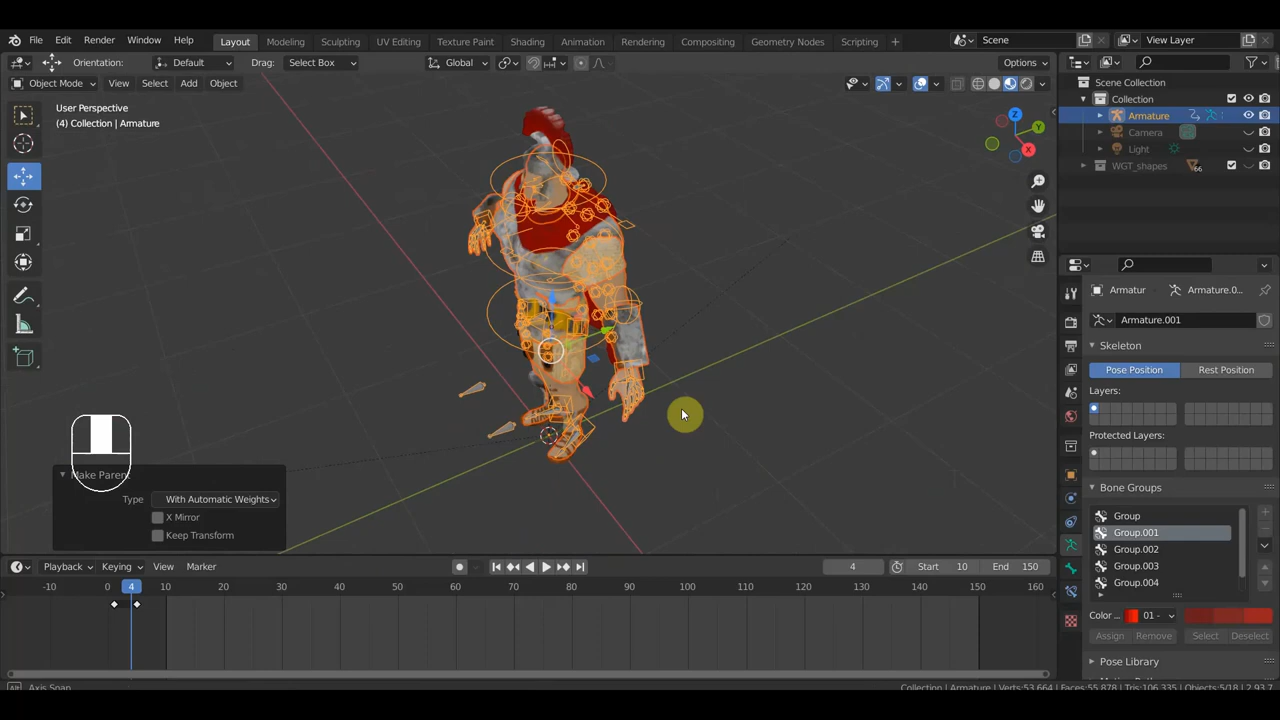 File Edit Render Window Help Layout Modeling Sculpting UV Editing Texture Paint Shading Animation Rendering Compositing Geometry Nodes Scripting + Scene View Layer
Orientation: Default Drag: Select Box Global Options
Object Mode View Select Add Object
User Perspective
(4) Collection | Armature
X
Y
Z
Scene Collection
Collection
Armature
Camera
Light
WGT_shapes 66
Armatur Armature.0...
Armature.001
Skeleton
Pose Position Rest Position
Layers:
Protected Layers:
Bone Groups
Group
Group.001
Group.002
Group.003
Group.004
Color ... 01 -
Assign Remove Select Deselect
Pose Library
Make Parent
Type With Automatic Weights
X Mirror
Keep Transform
Playback Keying View Marker 4 Start 10 End 150
-10 0 4 10 20 30 40 50 60 70 80 90 100 110 120 130 140 150 160
Axis Snap Collection | Armature | Verts:53,664 | Faces:55,878 | Tris:106,335 | Objects:5/18 | 2.93.7